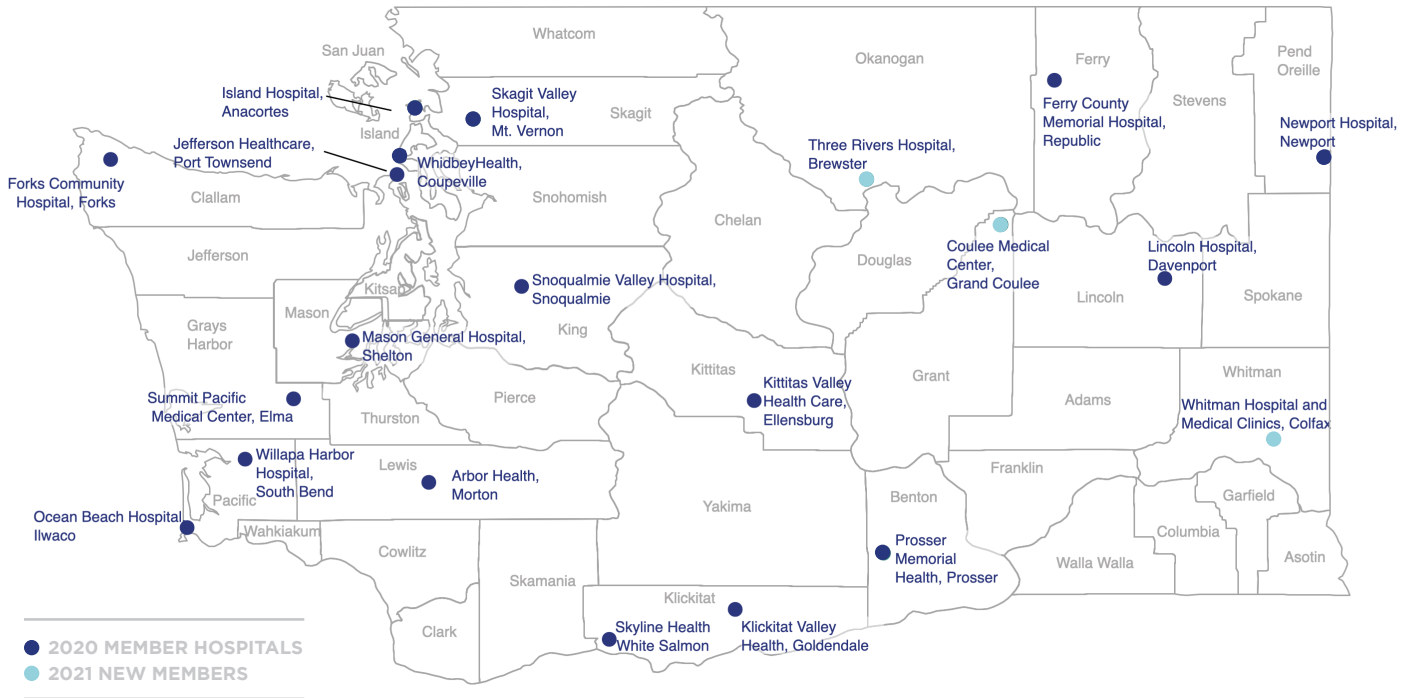 Whatcom
San Juan
Okanogan
Ferry
Pend
Oreille
Stevens
Skagit
Island Hospital,
Anacortes
Skagit Valley
Hospital,
Mt. Vernon
Ferry County
Memorial Hospital,
Republic
Newport Hospital,
Newport
Island
Jefferson Healthcare,
Port Townsend
WhidbeyHealth,
Coupeville
Three Rivers Hospital,
Brewster
Forks Community
Hospital, Forks
Clallam
Snohomish
Chelan
Jefferson
Douglas
Coulee Medical
Center,
Grand Coulee
Lincoln Hospital,
Davenport
Lincoln
Spokane
Kitsap
Snoqualmie Valley Hospital,
Snoqualmie
King
Mason
Grays
Harbor
Mason General Hospital,
Shelton
Kittitas
Kittitas Valley
Health Care,
Ellensburg
Grant
Adams
Whitman
Whitman Hospital and
Medical Clinics, Colfax
Summit Pacific
Medical Center, Elma
Thurston
Pierce
Willapa Harbor
Hospital,
South Bend
Pacific
Lewis
Arbor Health,
Morton
Yakima
Benton
Franklin
Garfield
Columbia
Walla Walla
Asotin
Ocean Beach Hospital
Ilwaco
Wahkiakum
Cowlitz
Skamania
Prosser
Memorial
Health, Prosser
Klickitat
Clark
Skyline Health
White Salmon
Klickitat Valley
Health, Goldendale
2020 MEMBER HOSPITALS
2021 NEW MEMBERS